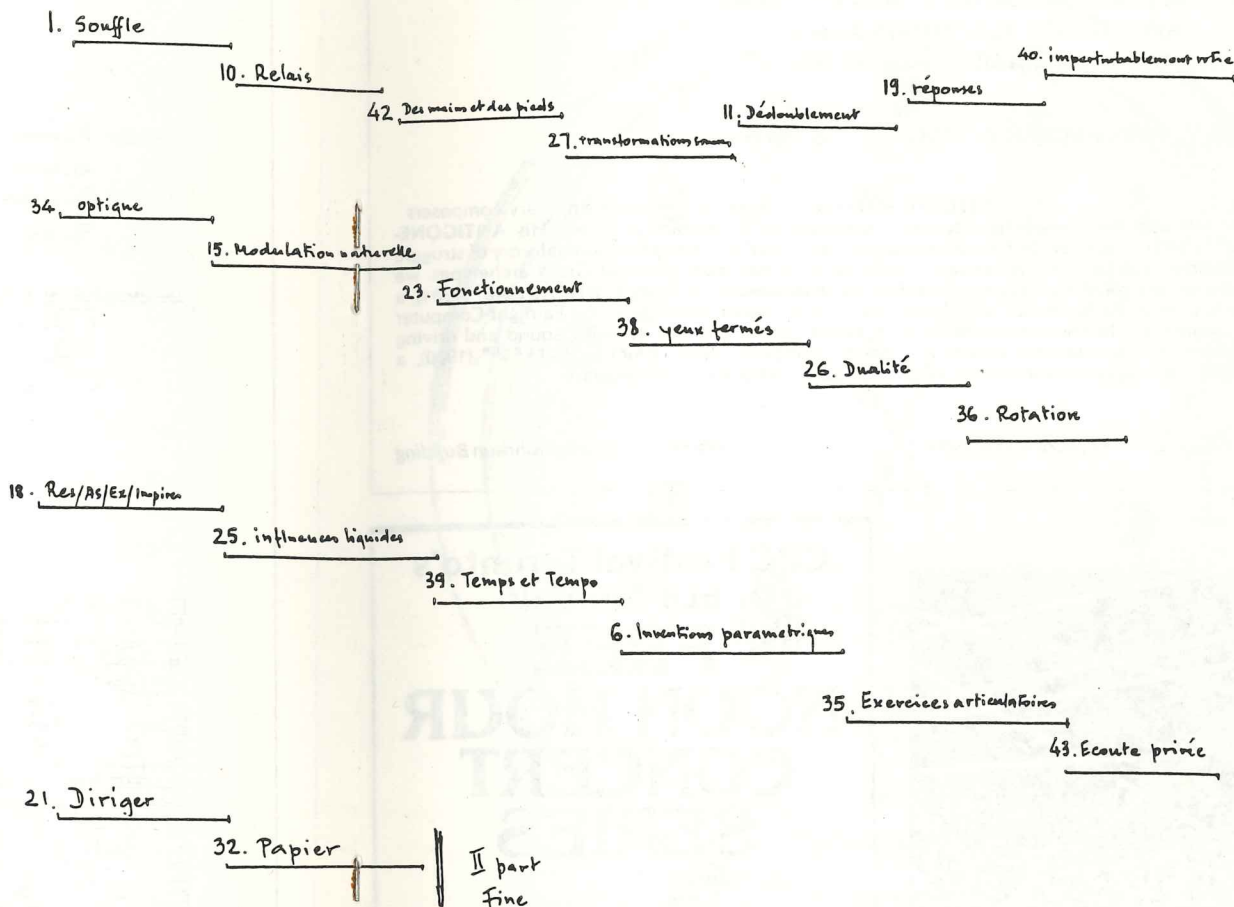 1. Souffle
10. Relais
42 Des mains et des pieds
27. Transformations
11. Dédoublement
19. réponses
40. imperturbablement vôtre
34. optique
15. Modulation naturelle
23. Fonctionnement
38. yeux fermés
26. Dualité
36. Rotation
18. Res/As/Ex/Inspires
25. influences liquides
39. Temps et Tempo
6. Inventions parametriques
35. Exercices articulatoires
43. Ecoute privée
21. Diriger
32. Papier
II part
Fine